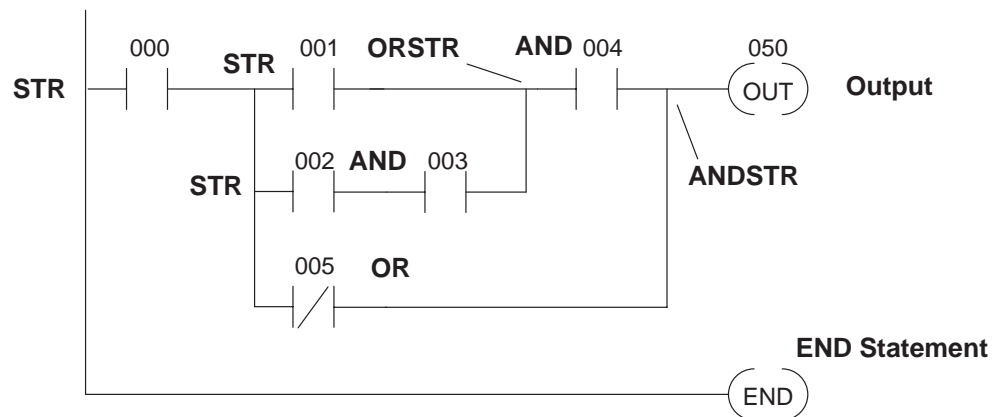 000 001 ORSTR AND 004 050
STR STR OUT Output
002 AND 003
STR ANDSTR
005 OR
END Statement
END